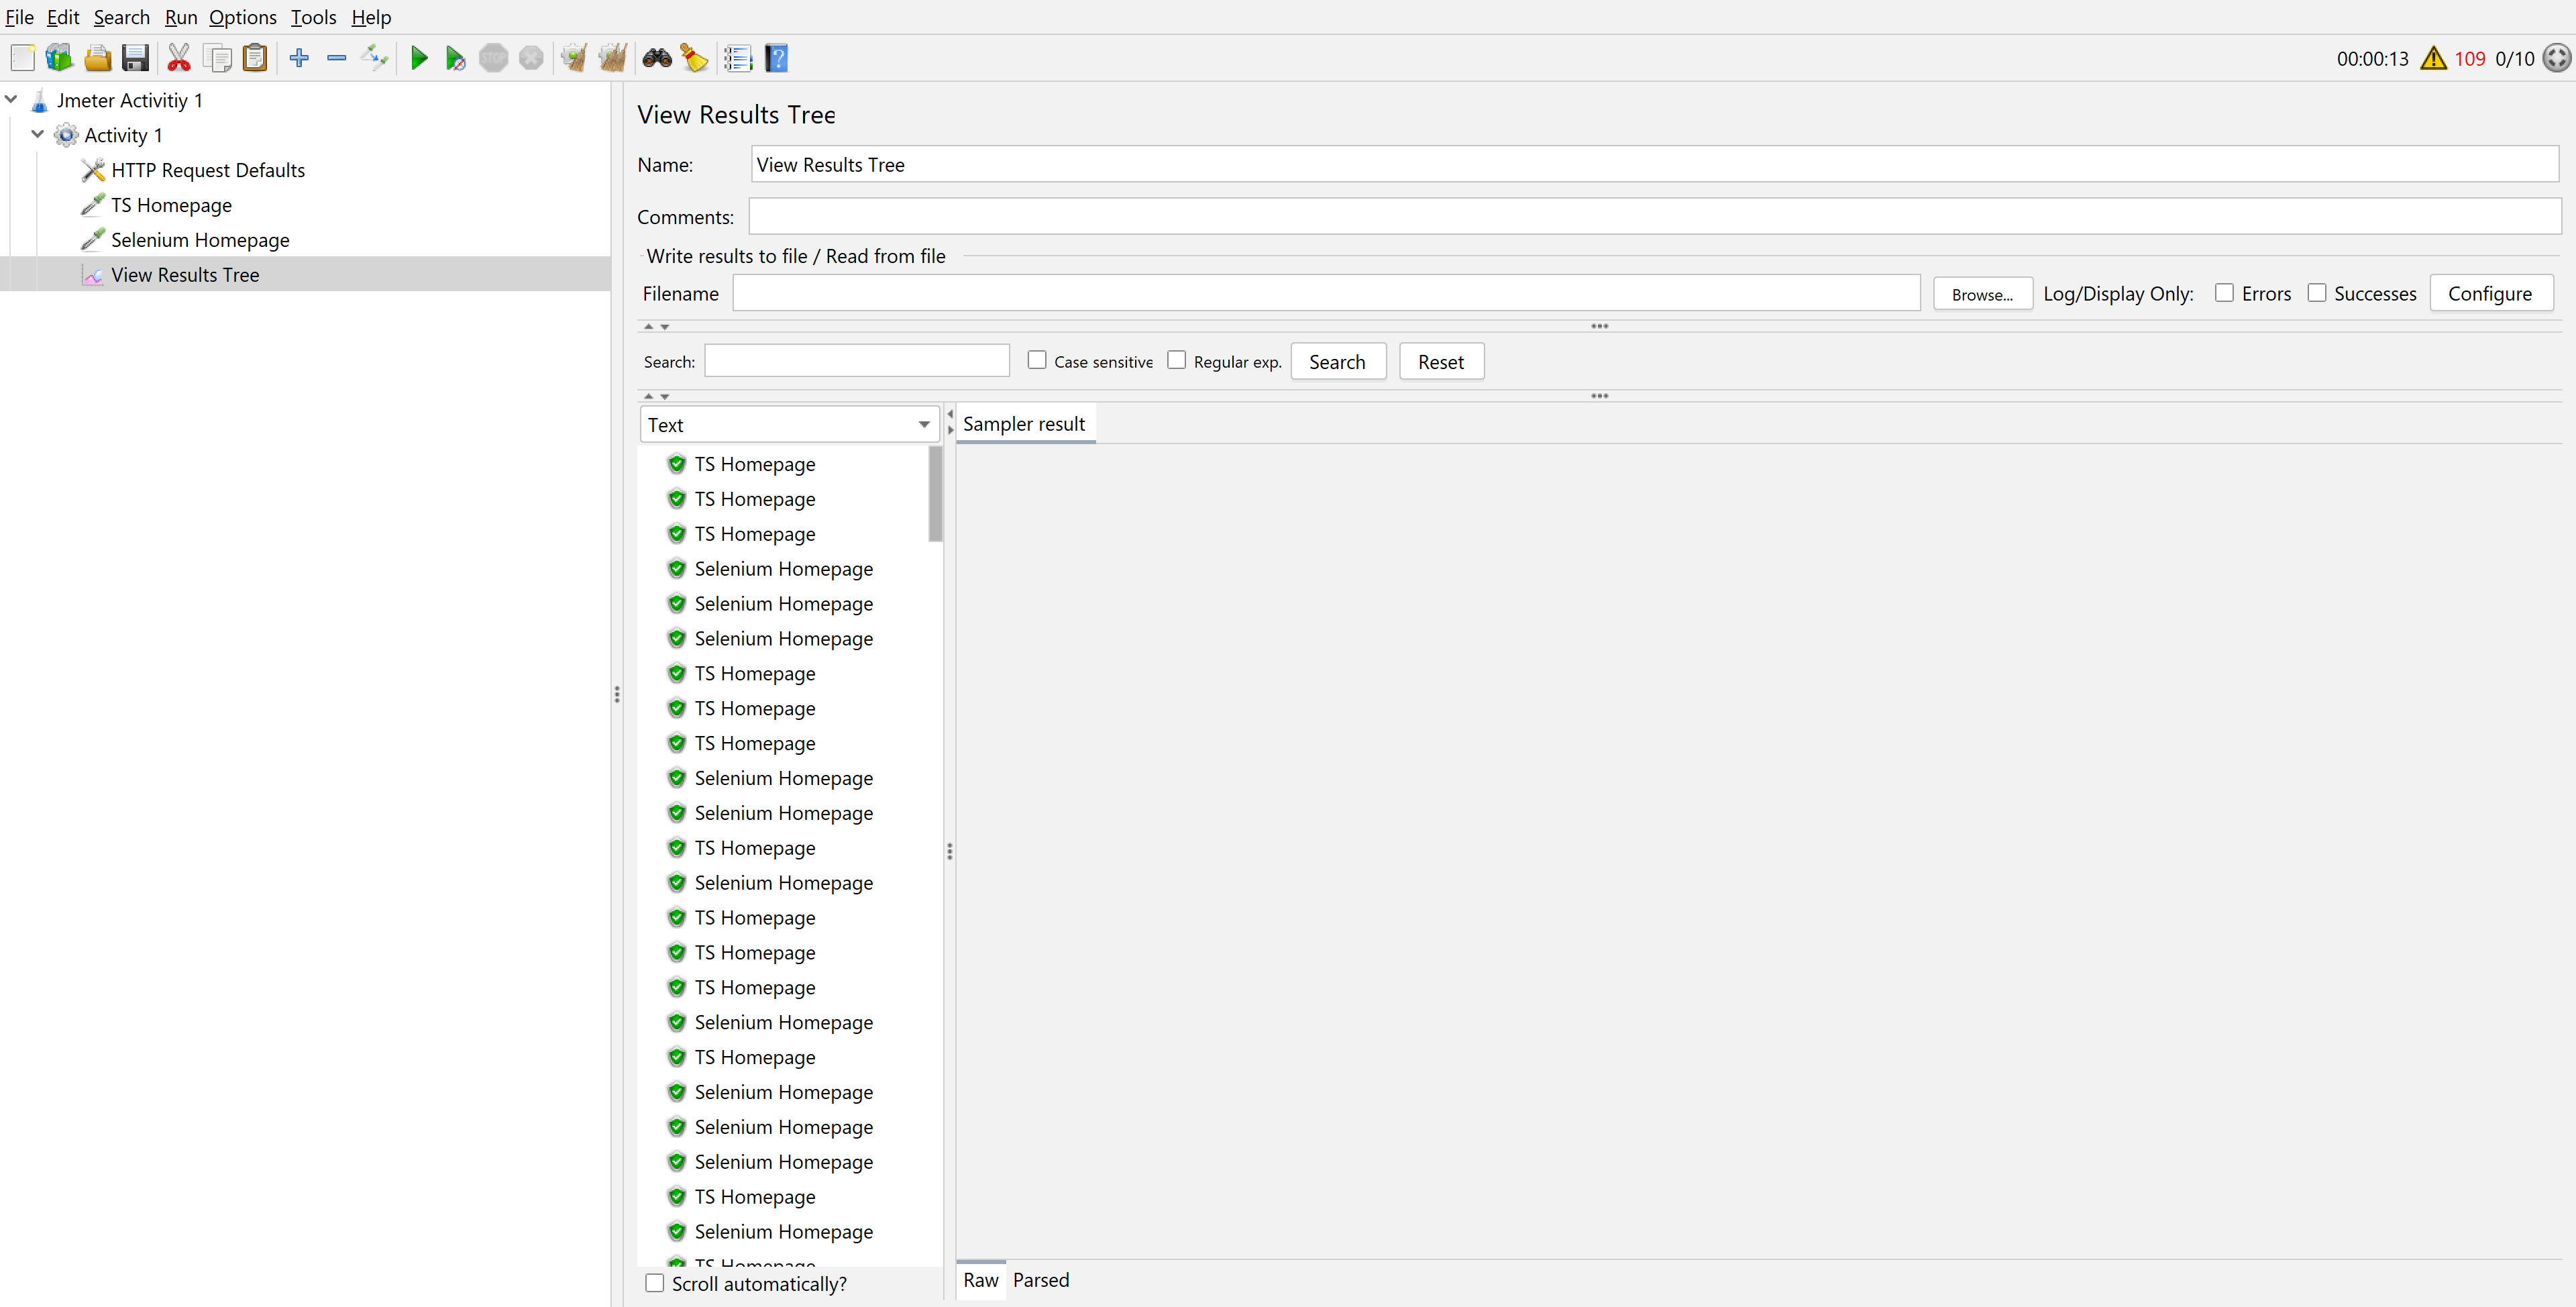 File Edit Search Run Options Tools Help
STOP
00:00:13 109 0/10
Jmeter Activitiy 1
Activity 1
HTTP Request Defaults
TS Homepage
Selenium Homepage
View Results Tree
View Results Tree
Name: View Results Tree
Comments:
Write results to file / Read from file
Filename Browse... Log/Display Only: Errors Successes Configure
Search: Case sensitive Regular exp. Search Reset
Text
Sampler result
TS Homepage
TS Homepage
TS Homepage
Selenium Homepage
Selenium Homepage
Selenium Homepage
TS Homepage
TS Homepage
TS Homepage
Selenium Homepage
Selenium Homepage
TS Homepage
Selenium Homepage
TS Homepage
TS Homepage
TS Homepage
Selenium Homepage
TS Homepage
Selenium Homepage
Selenium Homepage
Selenium Homepage
TS Homepage
Selenium Homepage
TS Homepage
Scroll automatically?
Raw Parsed